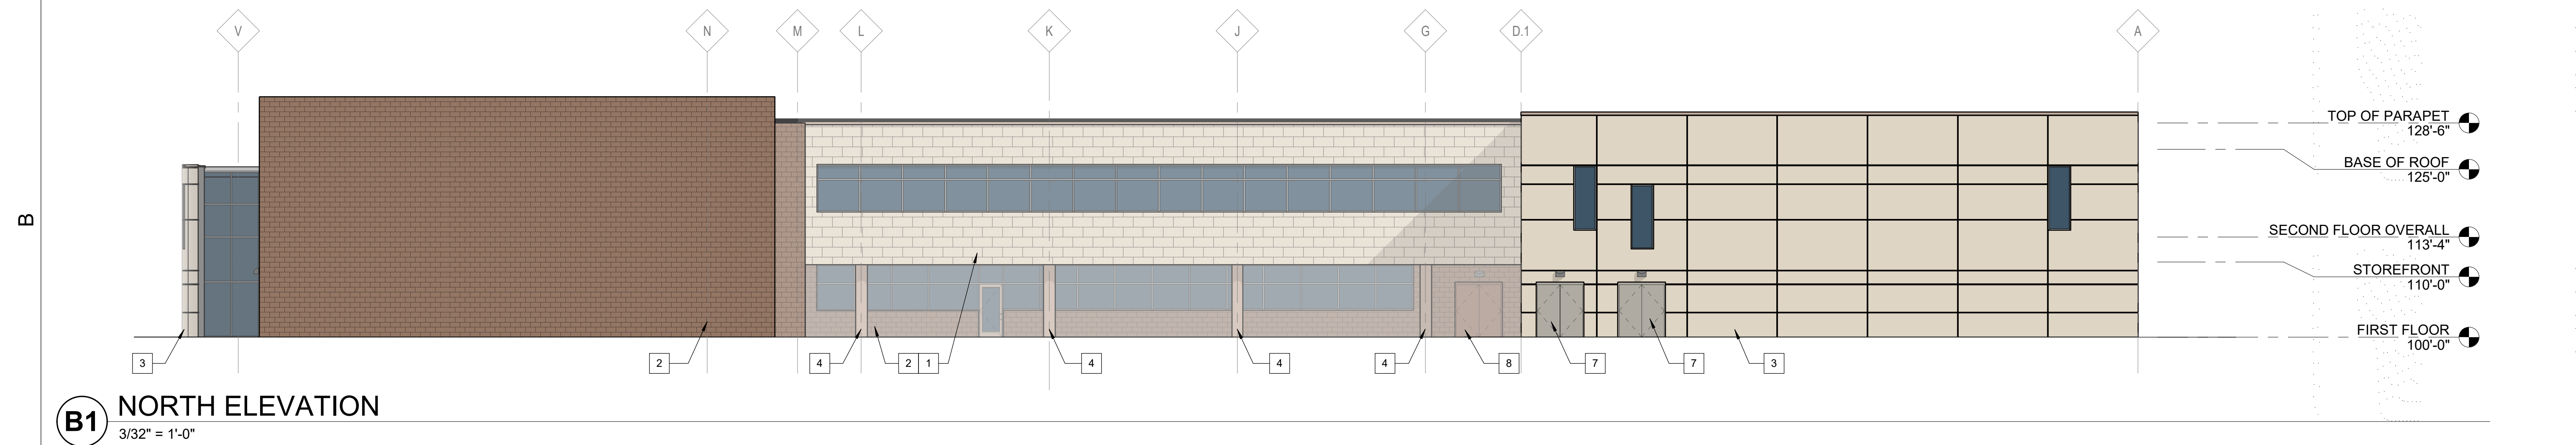 V
N
M
L
K
J
G
D.1
A
TOP OF PARAPET
128'-6"
BASE OF ROOF
125'-0"
SECOND FLOOR OVERALL
113'-4"
STOREFRONT
110'-0"
FIRST FLOOR
100'-0"
B
3
2
4
2
1
4
4
4
8
7
7
3
B1
NORTH ELEVATION
3/32" = 1'-0"